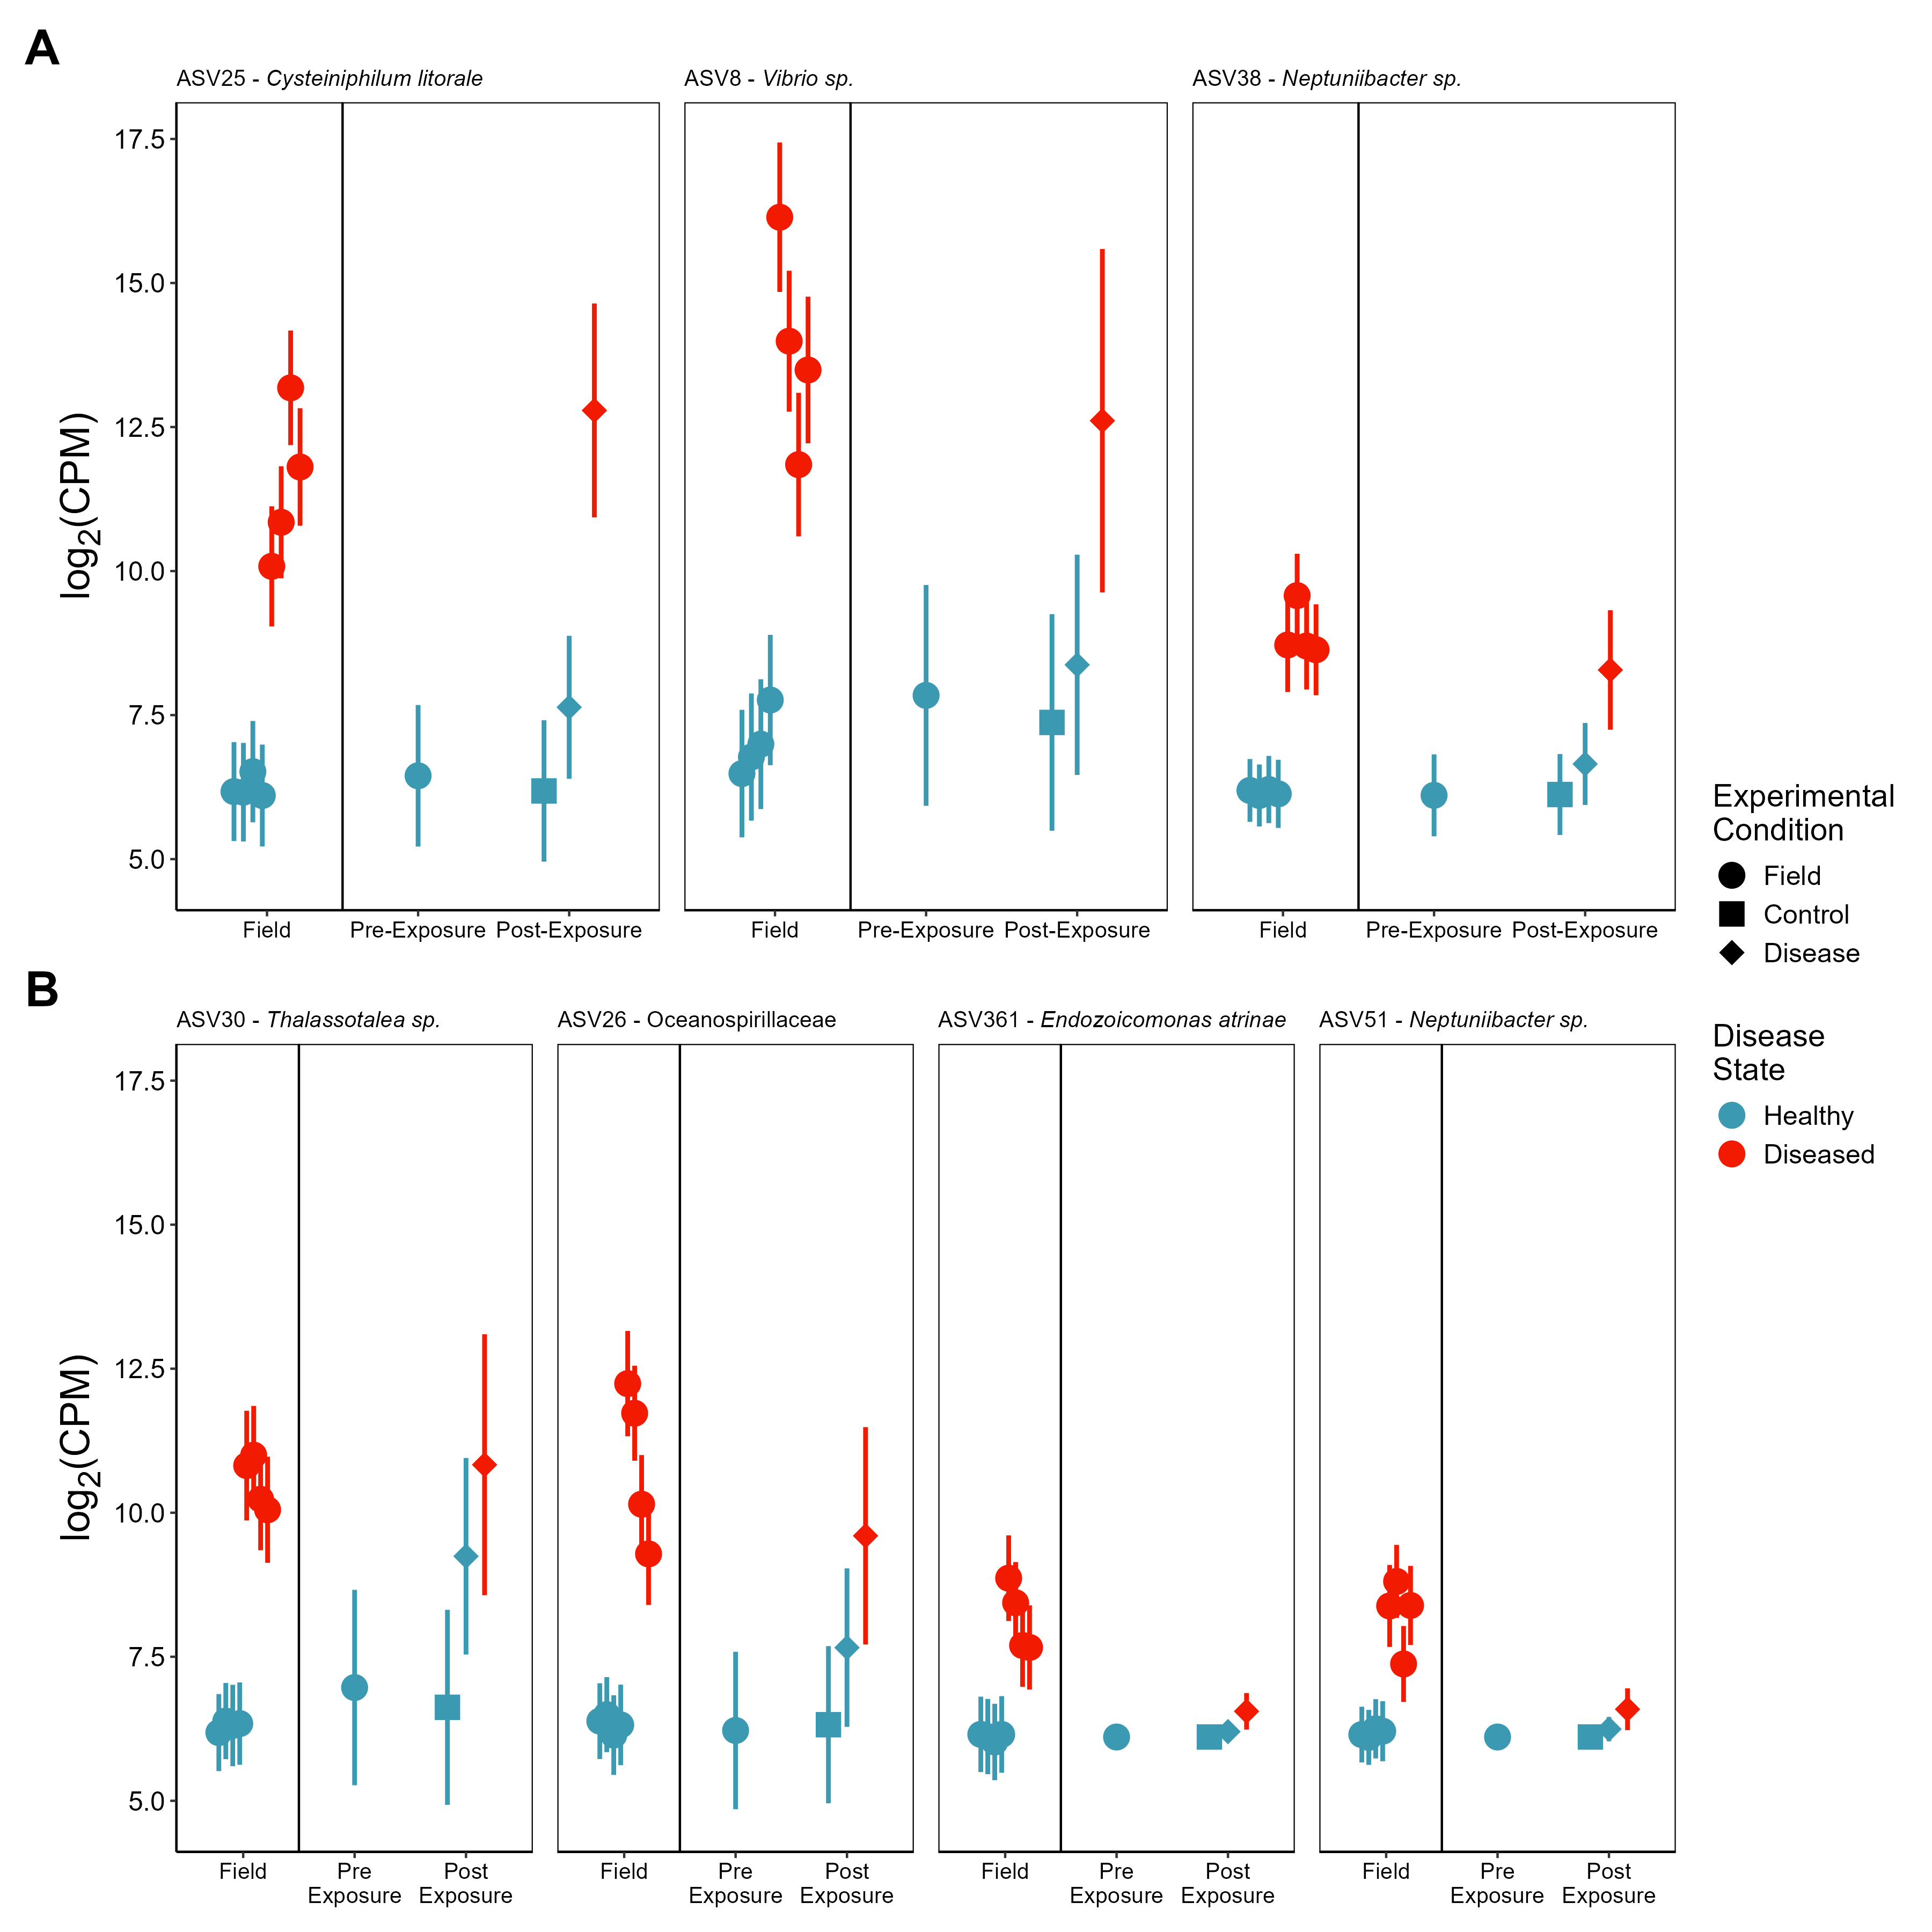 A
ASV25 - Cysteiniphilum litorale
ASV8 - Vibrio sp.
ASV38 - Neptuniibacter sp.
log2(CPM)
17.5
15.0
12.5
10.0
7.5
5.0
Field
Pre-Exposure
Post-Exposure
Field
Pre-Exposure
Post-Exposure
Field
Pre-Exposure
Post-Exposure
Experimental
Condition
Field
Control
Disease
Disease
State
Healthy
Diseased
B
ASV30 - Thalassotalea sp.
ASV26 - Oceanospirillaceae
ASV361 - Endozoicomonas atrinae
ASV51 - Neptuniibacter sp.
log2(CPM)
17.5
15.0
12.5
10.0
7.5
5.0
Field
Pre
Exposure
Post
Exposure
Field
Pre
Exposure
Post
Exposure
Field
Pre
Exposure
Post
Exposure
Field
Pre
Exposure
Post
Exposure